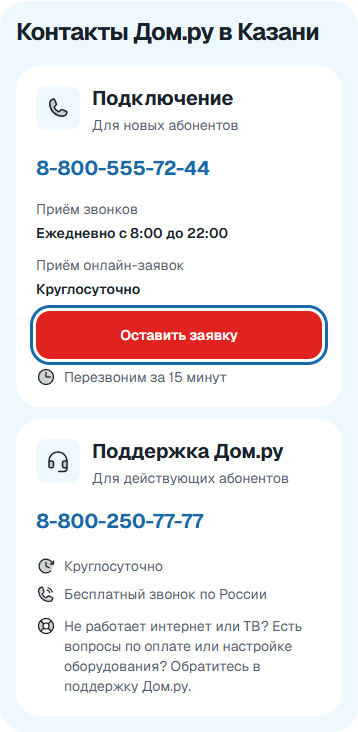 Контакты Дом.ру в Казани
Подключение
Для новых абонентов
8-800-555-72-44
Приём звонков
Ежедневно с 8:00 до 22:00
Приём онлайн-заявок
Круглосуточно
Оставить заявку
Перезвоним за 15 минут
Поддержка Дом.ру
Для действующих абонентов
8-800-250-77-77
Круглосуточно
Бесплатный звонок по России
Не работает интернет или ТВ? Есть
вопросы по оплате или настройке
оборудования? Обратитесь в
поддержку Дом.ру.